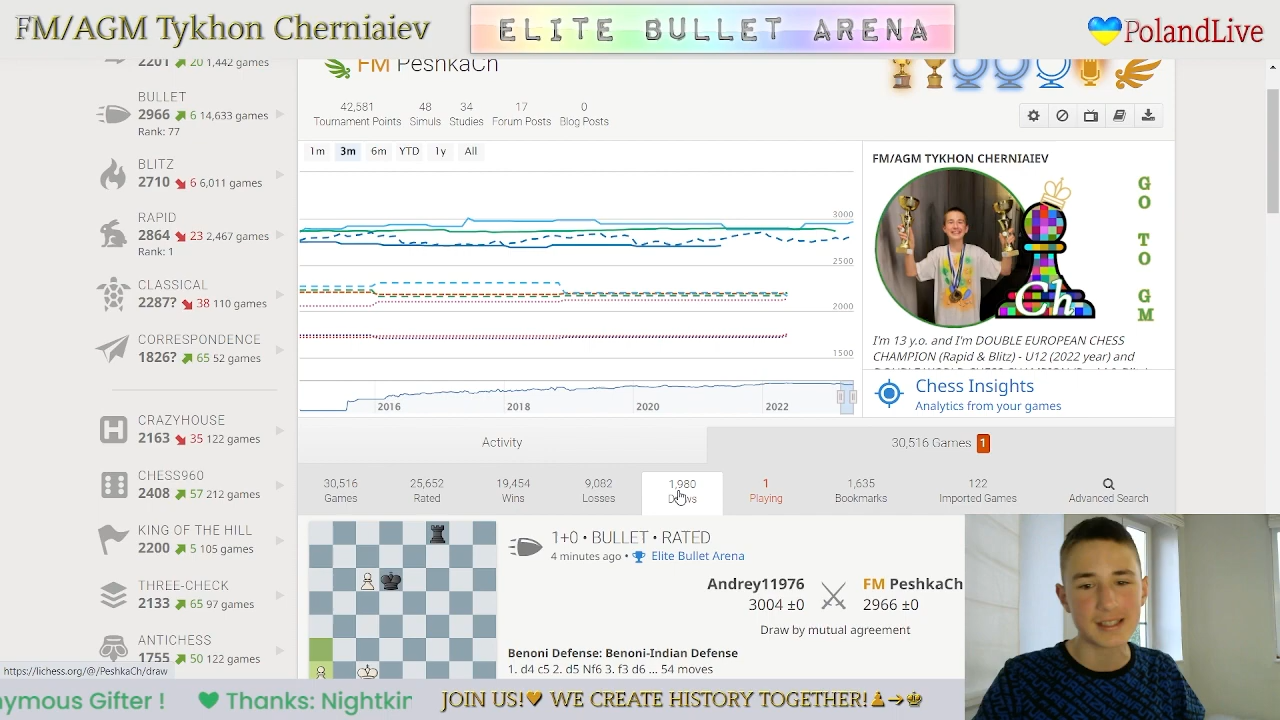 FM/AGM Tykhon Cherniaiev
ELITE BULLET ARENA
PolandLive
2201 20 1,442 games
BULLET
2966 6 14,633 games
Rank: 77
BLITZ
2710 6 6,011 games
RAPID
2864 23 2,467 games
Rank: 1
CLASSICAL
2287? 38 110 games
CORRESPONDENCE
1826? 65 52 games
CRAZYHOUSE
2163 35 122 games
CHESS960
2408 57 212 games
KING OF THE HILL
2200 5 105 games
THREE-CHECK
2133 65 97 games
ANTICHESS
1755 50 122 games
https://lichess.org/@/PeshkaCh/draw
FM PeshkaCh
42,581 48 34 17 0
Tournament Points Simuls Studies Forum Posts Blog Posts
1m 3m 6m YTD 1y All
3000
2500
2000
1500
2016 2018 2020 2022
FM/AGM TYKHON CHERNIAIEV
Ch
GO
TO
GM
I'm 13 y.o. and I'm DOUBLE EUROPEAN CHESS
CHAMPION (Rapid & Blitz) - U12 (2022 year) and
Chess Insights
Analytics from your games
Activity
30,516 Games 1
30,516 25,652 19,454 9,082 1,980 1 1,635 122
Games Rated Wins Losses Playing Bookmarks Imported Games Advanced Search
1+0 • BULLET • RATED
4 minutes ago • Elite Bullet Arena
Andrey11976 FM PeshkaCh
3004 ±0 2966 ±0
Draw by mutual agreement
Benoni Defense: Benoni-Indian Defense
1. d4 c5 2. d5 Nf6 3. f3 d6 ... 54 moves
nymous Gifter ! Thanks: Nightkir
JOIN US! WE CREATE HISTORY TOGETHER!